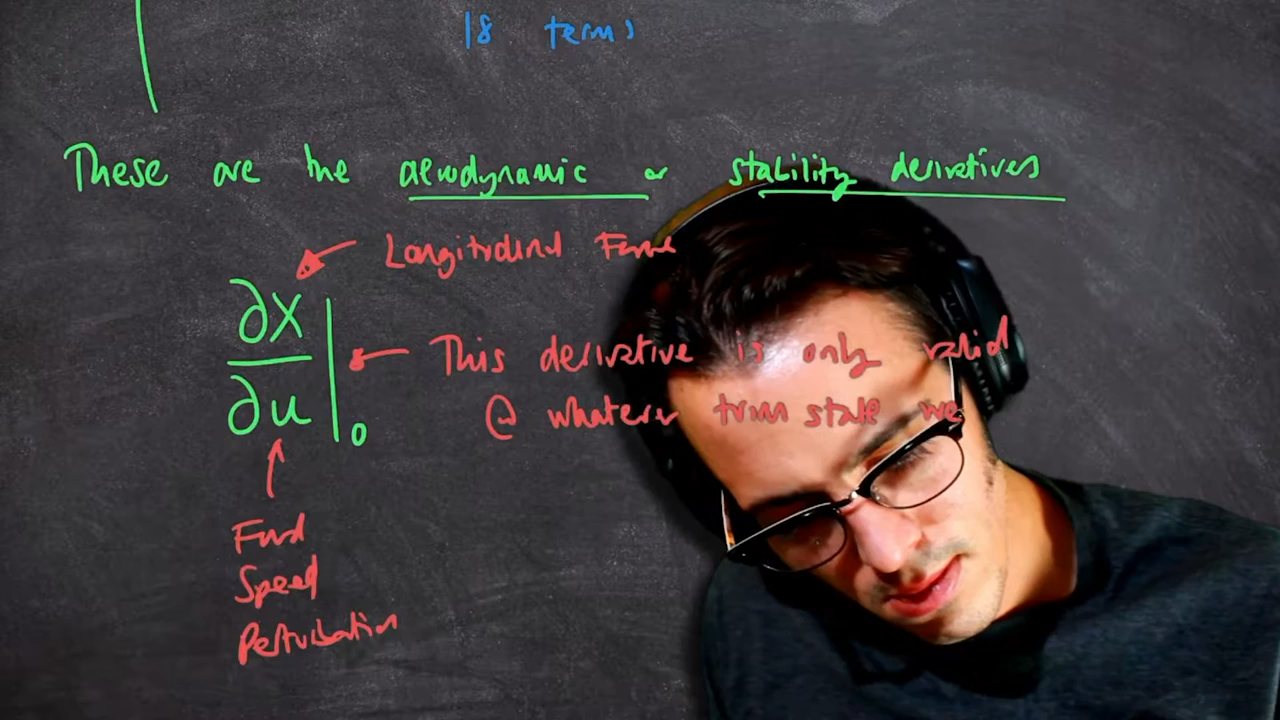 18 terms
These are the aerodynamic or stability derivatives
Longitudinal Force
∂X
∂u
0
This derivative is only valid
@ whatever trim state we
Fwd
Speed
Perturbation